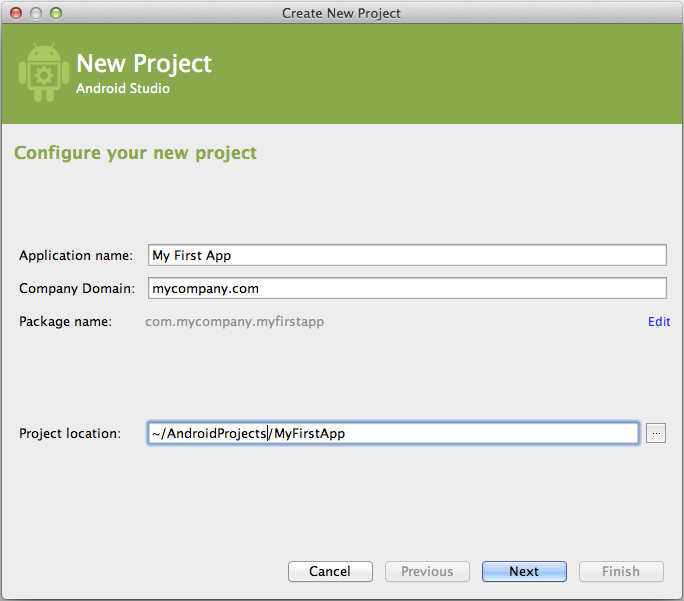 Create New Project
New Project
Android Studio
Configure your new project
Application name: My First App
Company Domain: mycompany.com
Package name: com.mycompany.myfirstapp Edit
Project location: ~/AndroidProjects/MyFirstApp ...
Cancel Previous Next Finish